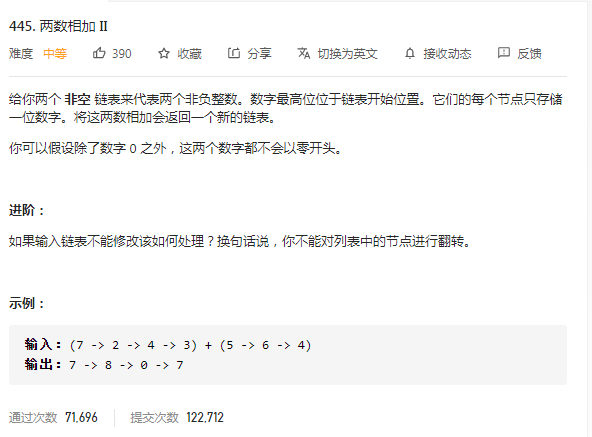 445. 两数相加 II
难度 中等 390 收藏 分享 切换为英文 接收动态 反馈
给你两个 非空 链表来代表两个非负整数。数字最高位位于链表开始位置。它们的每个节点只存储
一位数字。将这两数相加会返回一个新的链表。
你可以假设除了数字 0 之外，这两个数字都不会以零开头。
进阶：
如果输入链表不能修改该如何处理？换句话说，你不能对列表中的节点进行翻转。
示例：
输入：(7 -> 2 -> 4 -> 3) + (5 -> 6 -> 4)
输出：7 -> 8 -> 0 -> 7
通过次数 71,696 提交次数 122,712